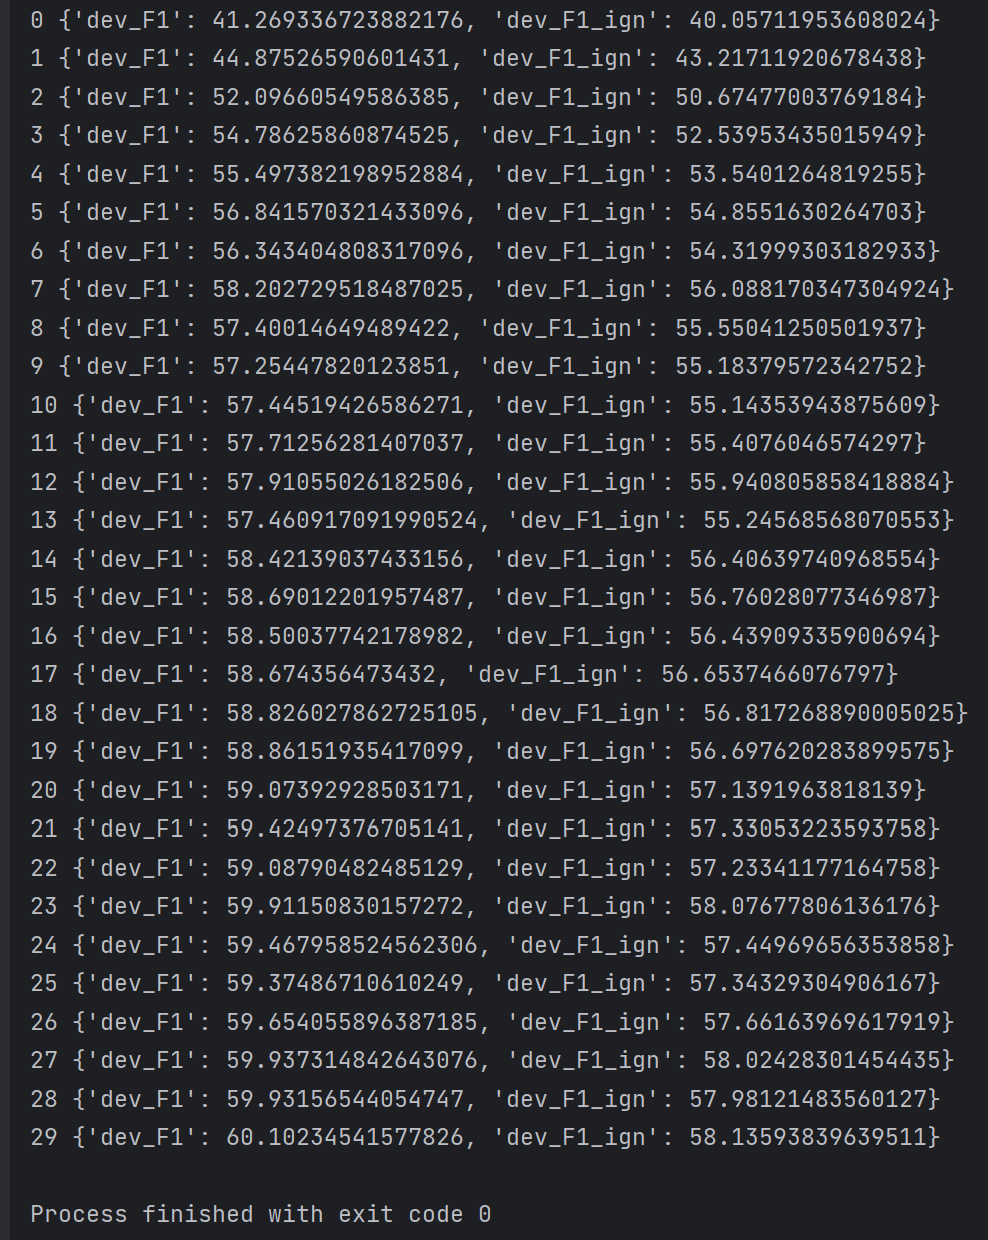 0 {'dev_F1': 41.269336723882176, 'dev_F1_ign': 40.05711953608024}
1 {'dev_F1': 44.87526590601431, 'dev_F1_ign': 43.21711920678438}
2 {'dev_F1': 52.09660549586385, 'dev_F1_ign': 50.67477003769184}
3 {'dev_F1': 54.78625860874525, 'dev_F1_ign': 52.53953435015949}
4 {'dev_F1': 55.497382198952884, 'dev_F1_ign': 53.5401264819255}
5 {'dev_F1': 56.841570321433096, 'dev_F1_ign': 54.8551630264703}
6 {'dev_F1': 56.343404808317096, 'dev_F1_ign': 54.31999303182933}
7 {'dev_F1': 58.202729518487025, 'dev_F1_ign': 56.088170347304924}
8 {'dev_F1': 57.40014649489422, 'dev_F1_ign': 55.55041250501937}
9 {'dev_F1': 57.25447820123851, 'dev_F1_ign': 55.18379572342752}
10 {'dev_F1': 57.44519426586271, 'dev_F1_ign': 55.14353943875609}
11 {'dev_F1': 57.71256281407037, 'dev_F1_ign': 55.4076046574297}
12 {'dev_F1': 57.91055026182506, 'dev_F1_ign': 55.940805858418884}
13 {'dev_F1': 57.460917091990524, 'dev_F1_ign': 55.24568568070553}
14 {'dev_F1': 58.42139037433156, 'dev_F1_ign': 56.40639740968554}
15 {'dev_F1': 58.69012201957487, 'dev_F1_ign': 56.76028077346987}
16 {'dev_F1': 58.50037742178982, 'dev_F1_ign': 56.43909335900694}
17 {'dev_F1': 58.674356473432, 'dev_F1_ign': 56.6537466076797}
18 {'dev_F1': 58.826027862725105, 'dev_F1_ign': 56.817268890005025}
19 {'dev_F1': 58.86151935417099, 'dev_F1_ign': 56.697620283899575}
20 {'dev_F1': 59.07392928503171, 'dev_F1_ign': 57.1391963818139}
21 {'dev_F1': 59.42497376705141, 'dev_F1_ign': 57.33053223593758}
22 {'dev_F1': 59.08790482485129, 'dev_F1_ign': 57.23341177164758}
23 {'dev_F1': 59.91150830157272, 'dev_F1_ign': 58.07677806136176}
24 {'dev_F1': 59.467958524562306, 'dev_F1_ign': 57.44969656353858}
25 {'dev_F1': 59.37486710610249, 'dev_F1_ign': 57.34329304906167}
26 {'dev_F1': 59.654055896387185, 'dev_F1_ign': 57.66163969617919}
27 {'dev_F1': 59.937314842643076, 'dev_F1_ign': 58.02428301454435}
28 {'dev_F1': 59.93156544054747, 'dev_F1_ign': 57.98121483560127}
29 {'dev_F1': 60.10234541577826, 'dev_F1_ign': 58.13593839639511}
Process finished with exit code 0